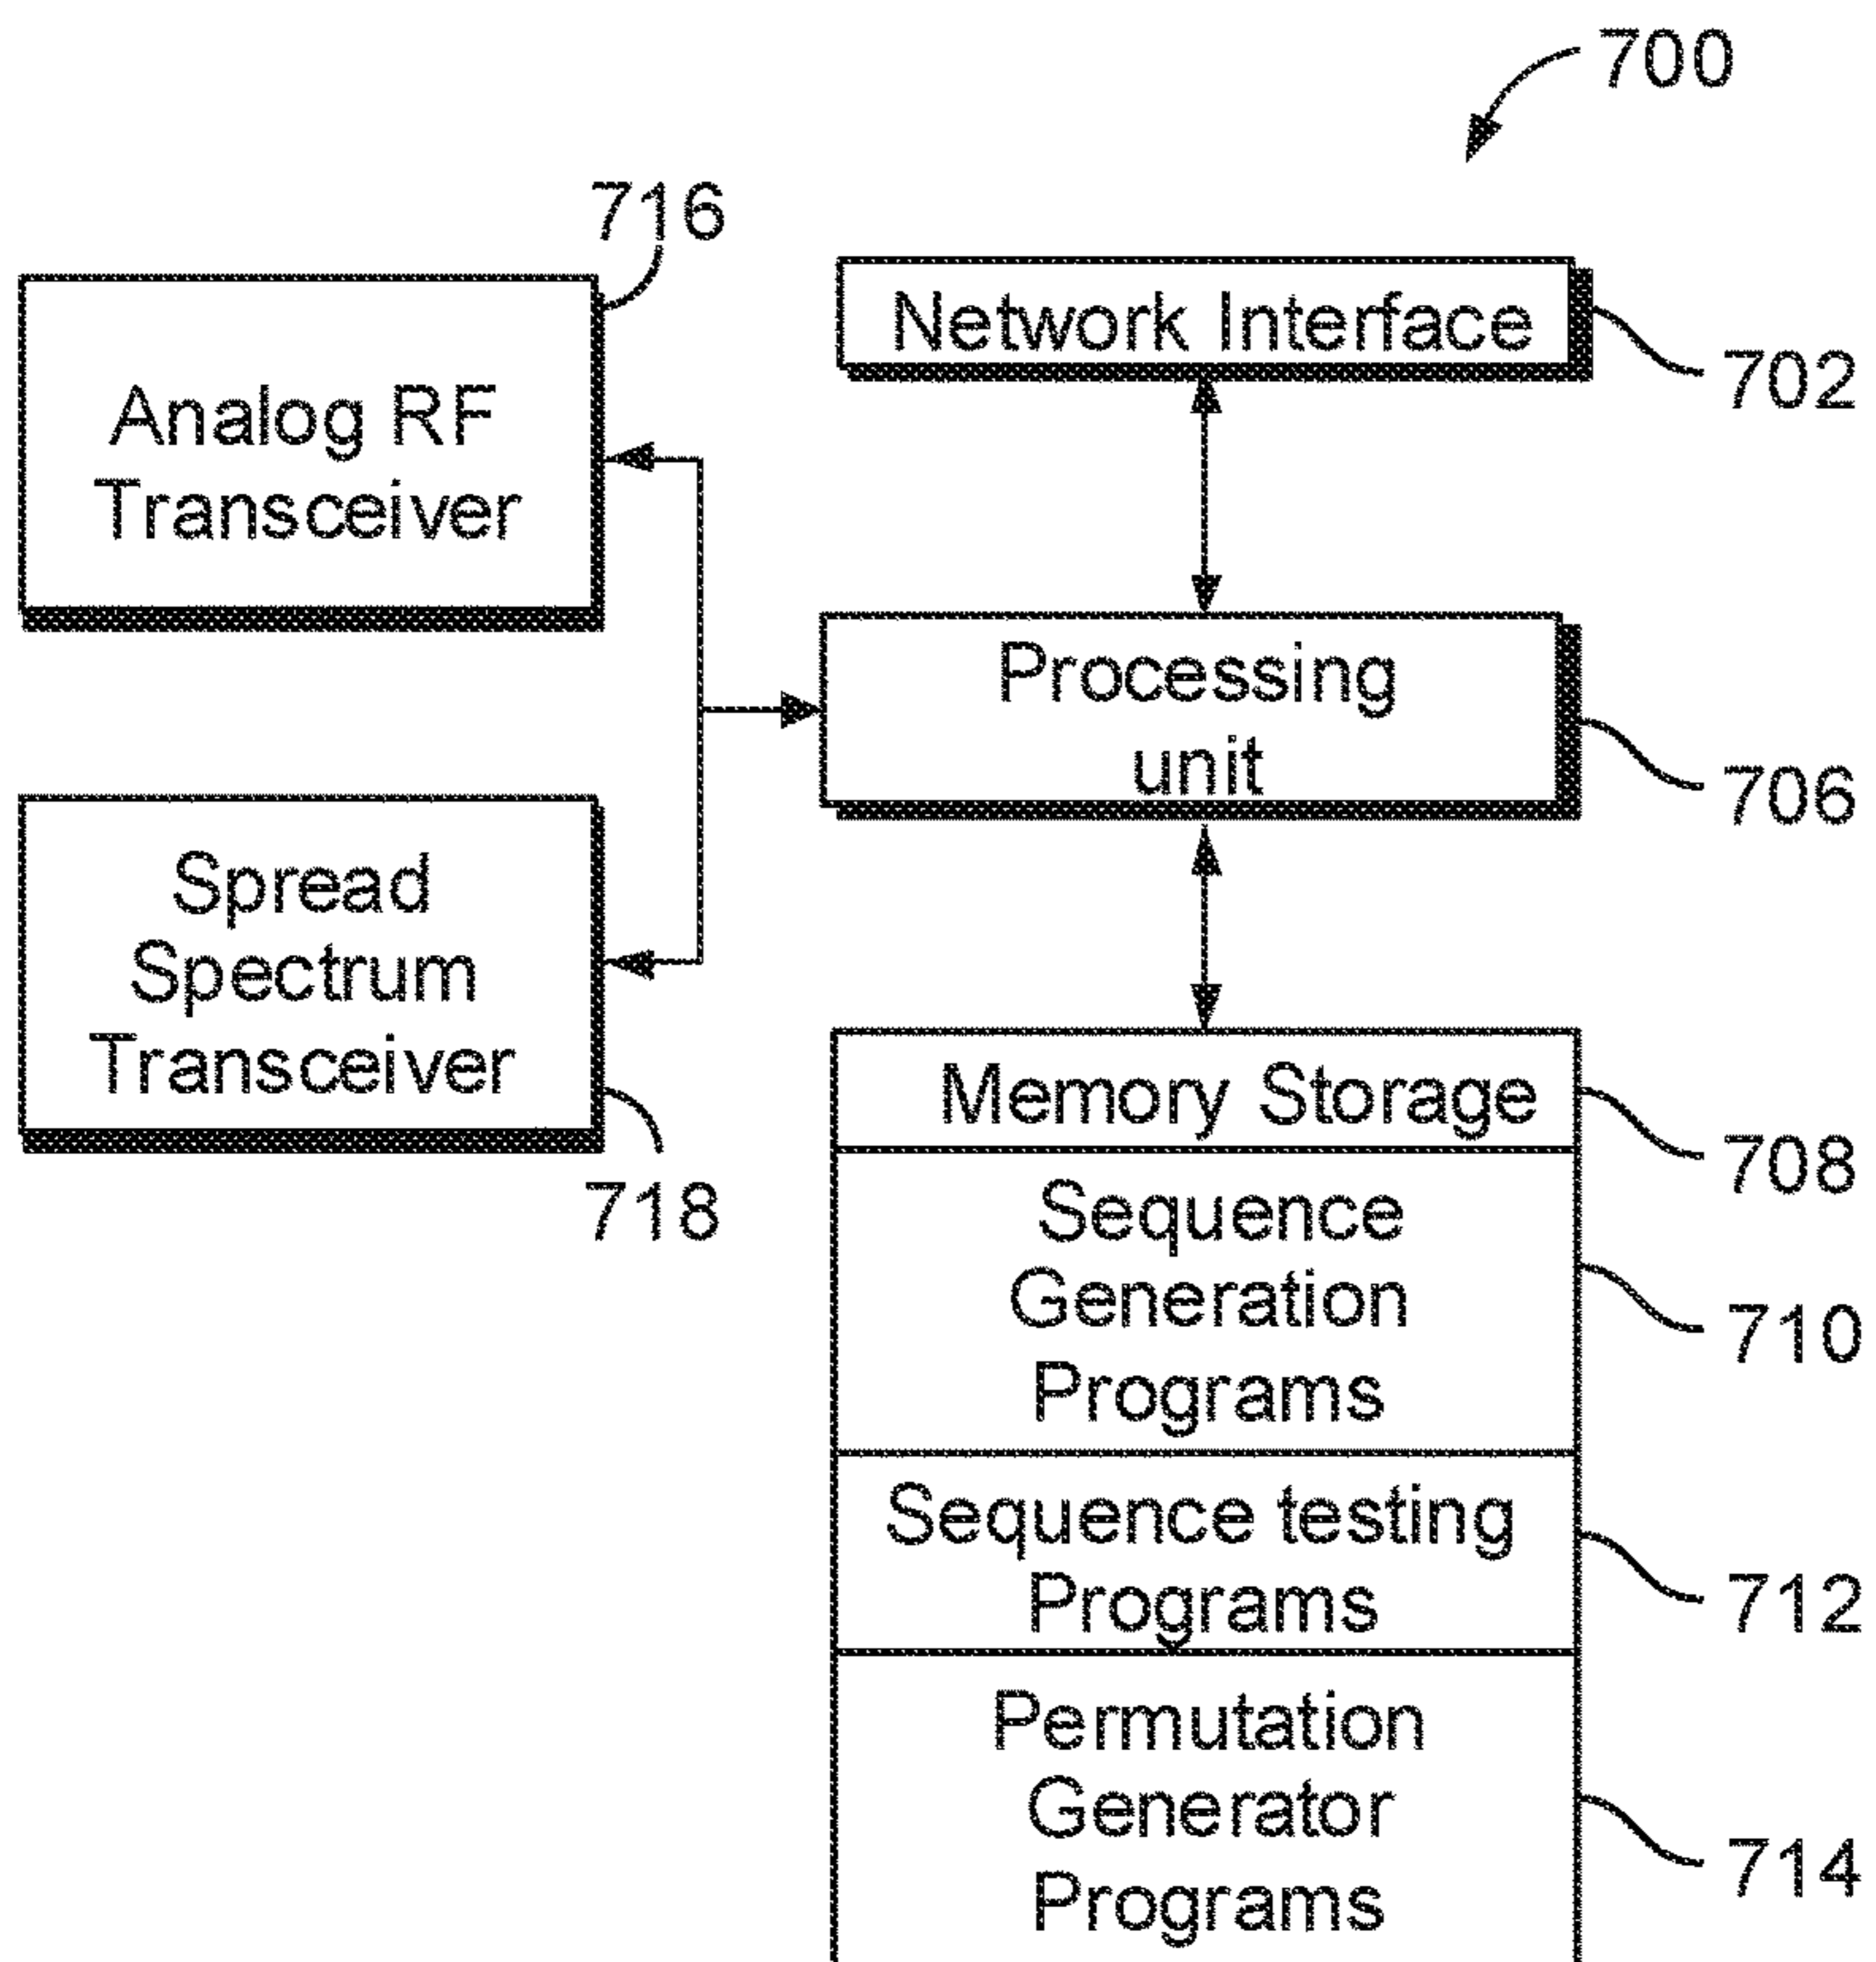 700
716
Network Interface
702
Analog RF
Transceiver
Processing
unit
706
Spread
Spectrum
Transceiver
718
Memory Storage
708
Sequence
Generation
Programs
710
Sequence testing
Programs
712
Permutation
Generator
Programs
714